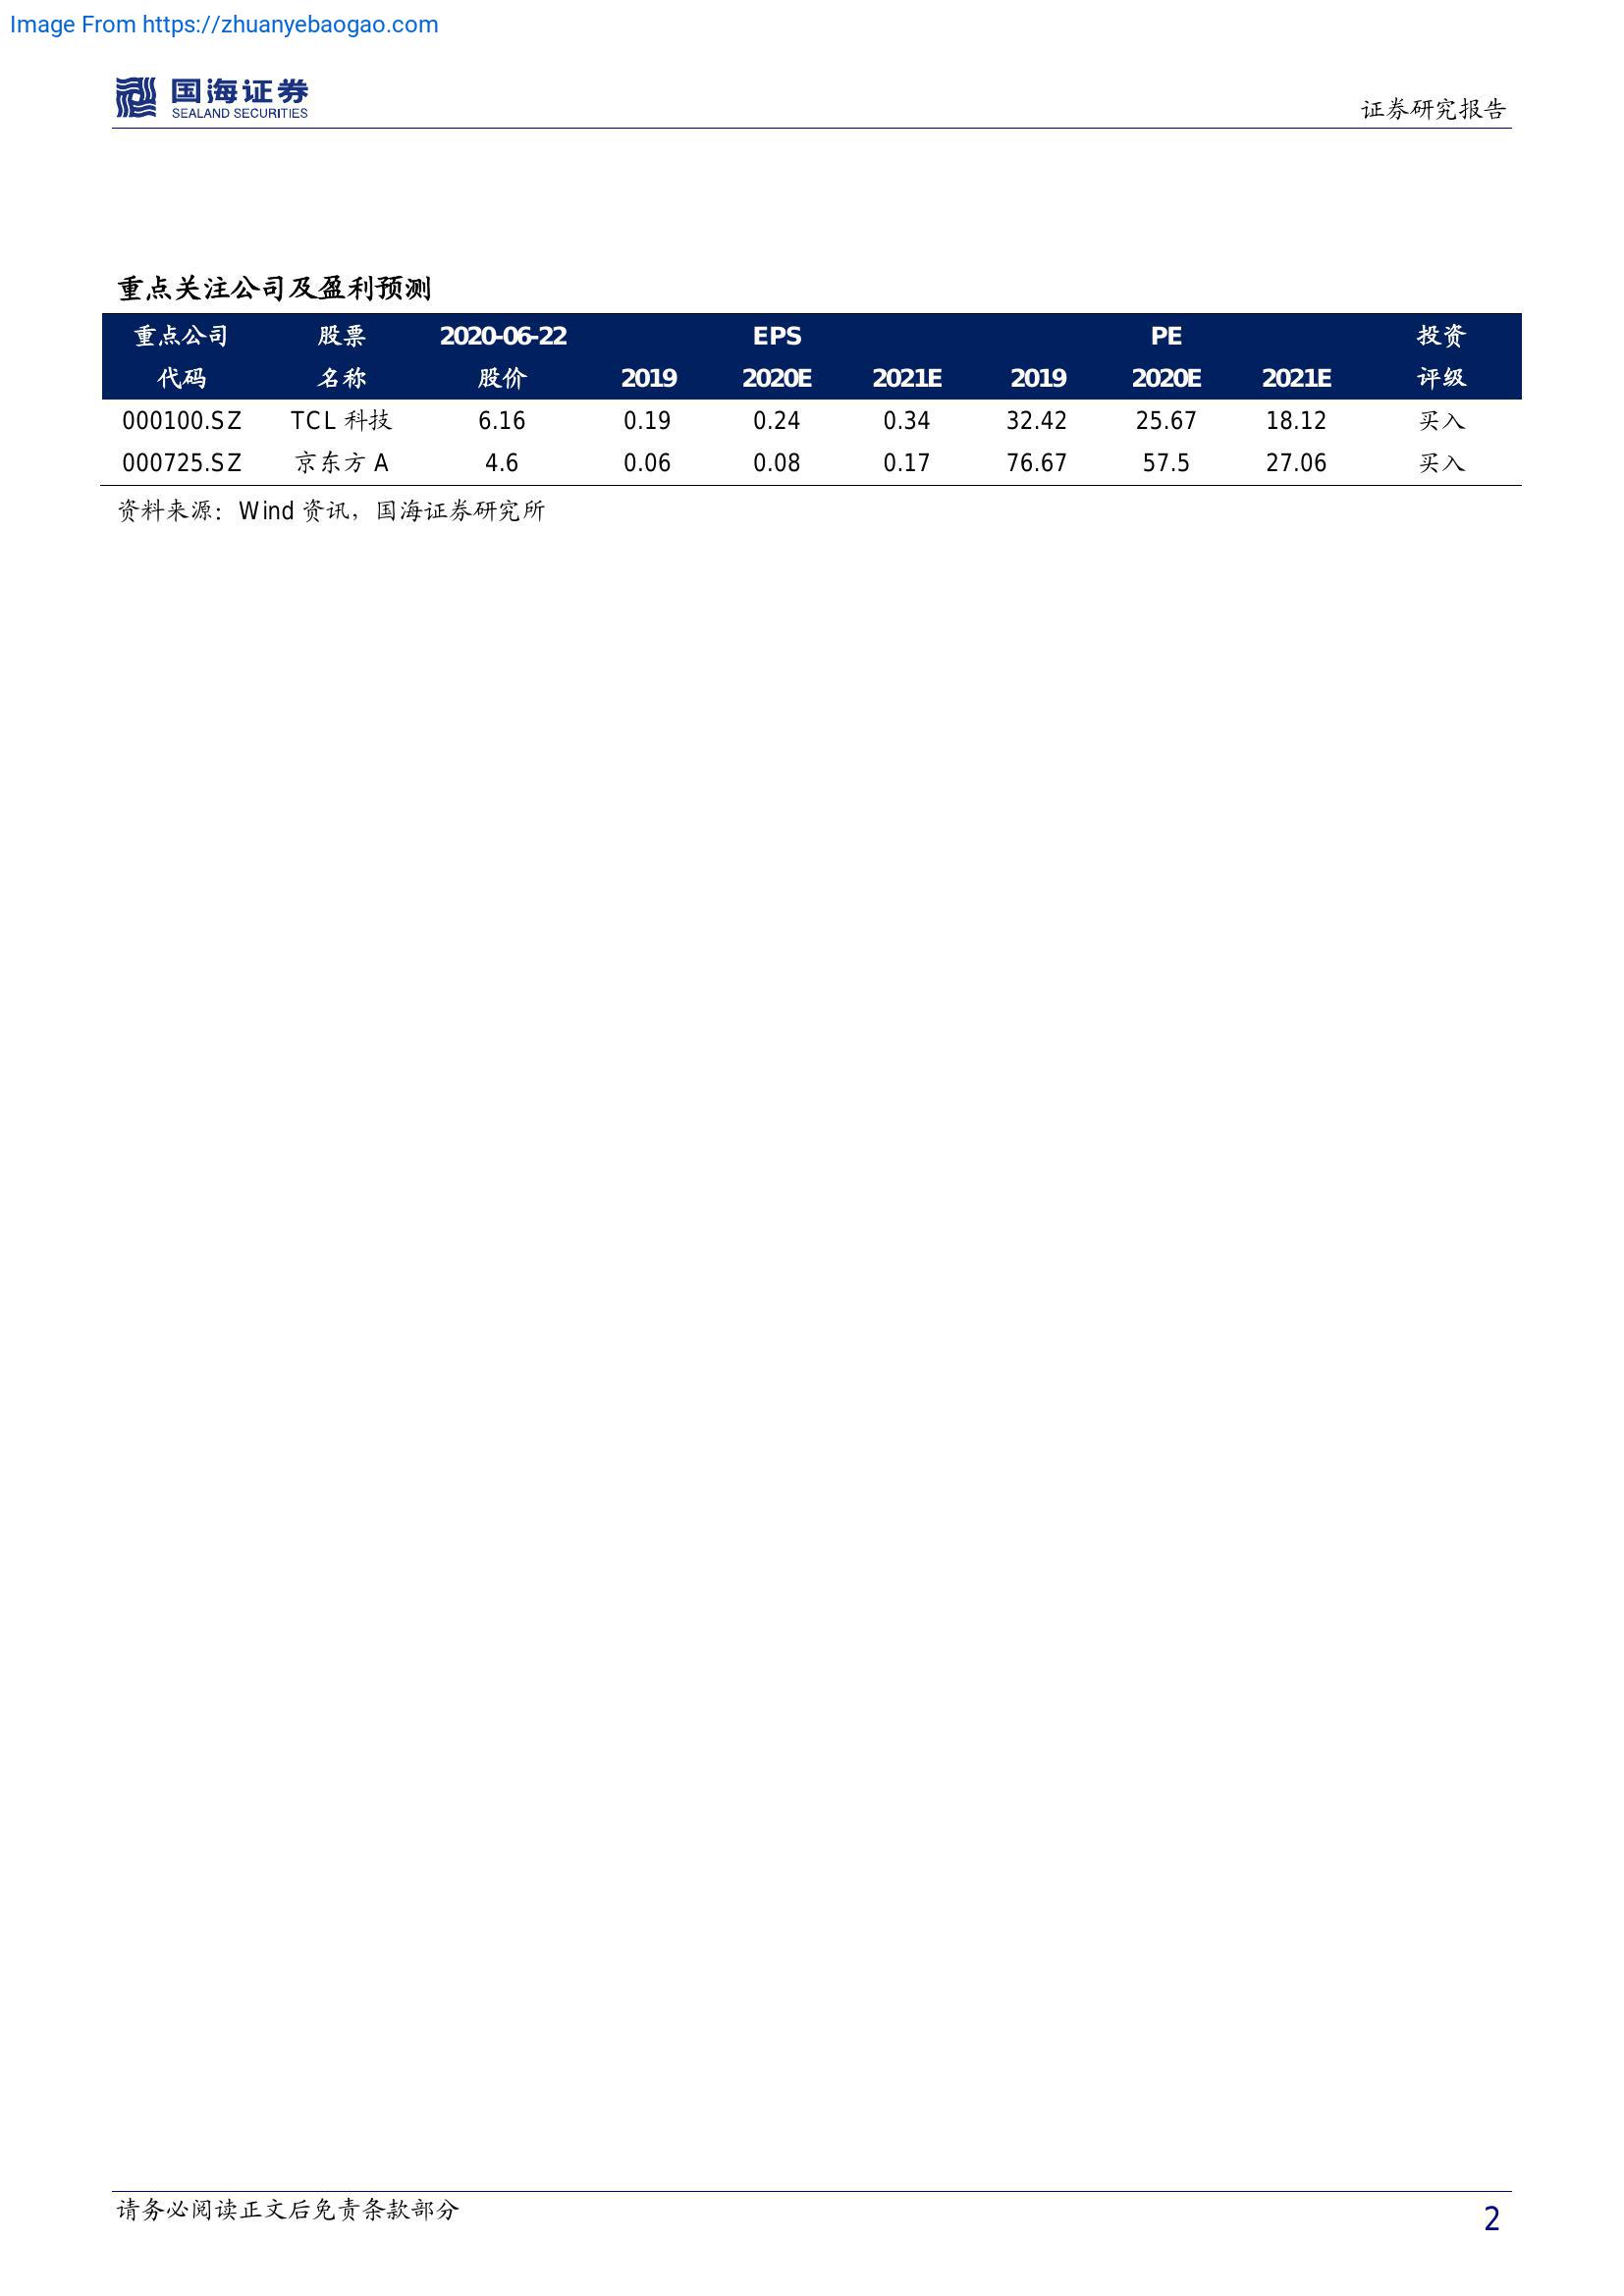 Image From https://zhuanyebaogao.com
国海证券
SEALAND SECURITIES
证券研究报告
重点关注公司及盈利预测
重点公司 股票 2020-06-22 EPS PE 投资
代码 名称 股价 2019 2020E 2021E 2019 2020E 2021E 评级
000100.SZ TCL 科技 6.16 0.19 0.24 0.34 32.42 25.67 18.12 买入
000725.SZ 京东方 A 4.6 0.06 0.08 0.17 76.67 57.5 27.06 买入
资料来源：Wind 资讯，国海证券研究所
请务必阅读正文后免责条款部分 2